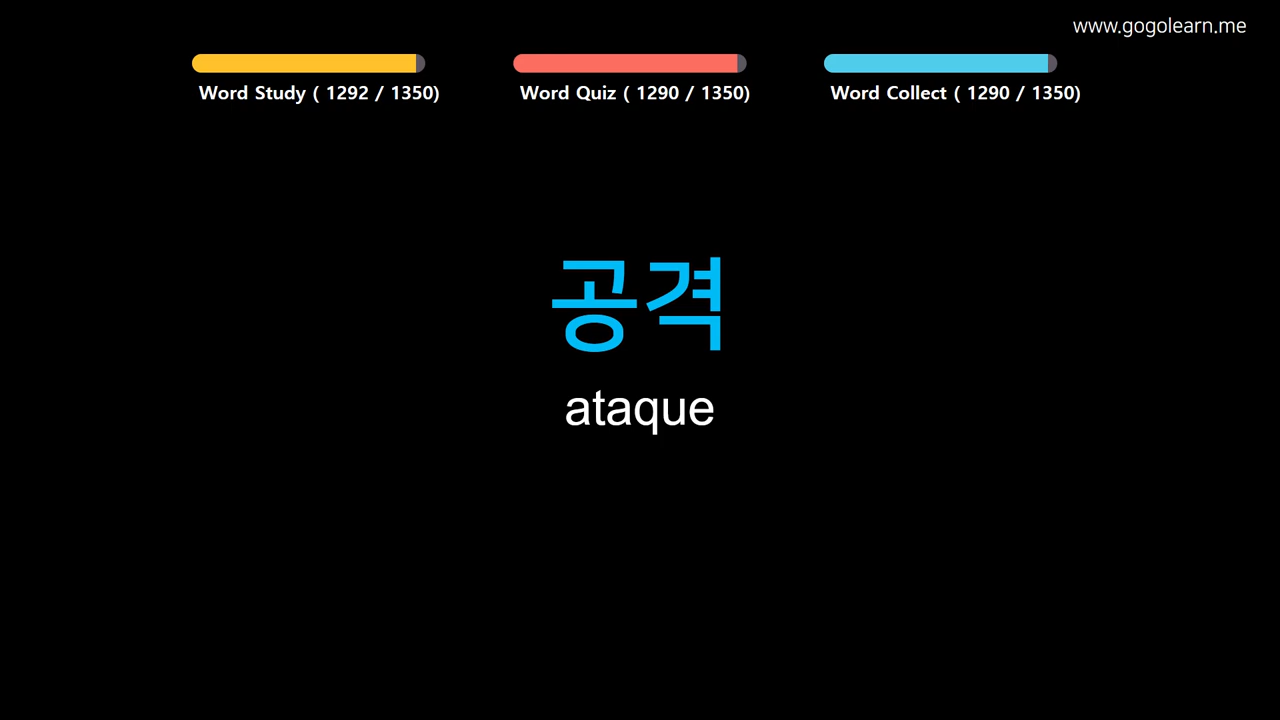 www.gogolearn.me
Word Study ( 1292 / 1350)
Word Quiz ( 1290 / 1350)
Word Collect ( 1290 / 1350)
공격
ataque